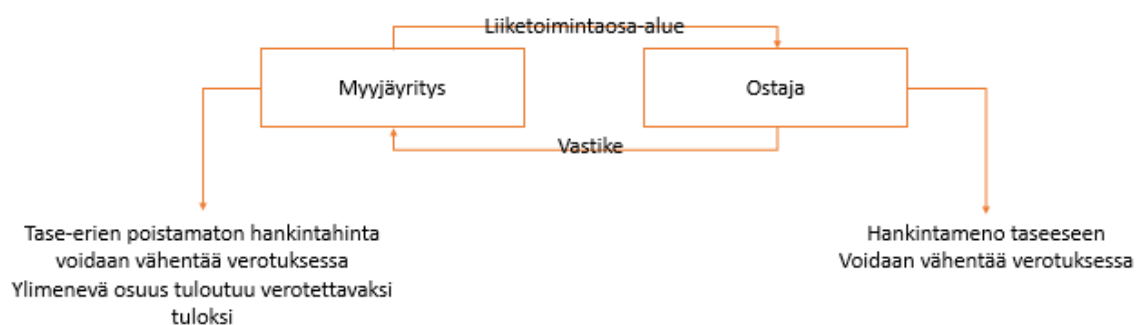 Liiketoimintaosa-alue
Myyjäyritys
Ostaja
Vastike
Tase-erien poistamaton hankintahinta
voidaan vähentää verotuksessa
Ylimenevä osuus tuloutuu verotettavaksi
tuloksi
Hankintameno taseeseen
Voidaan vähentää verotuksessa